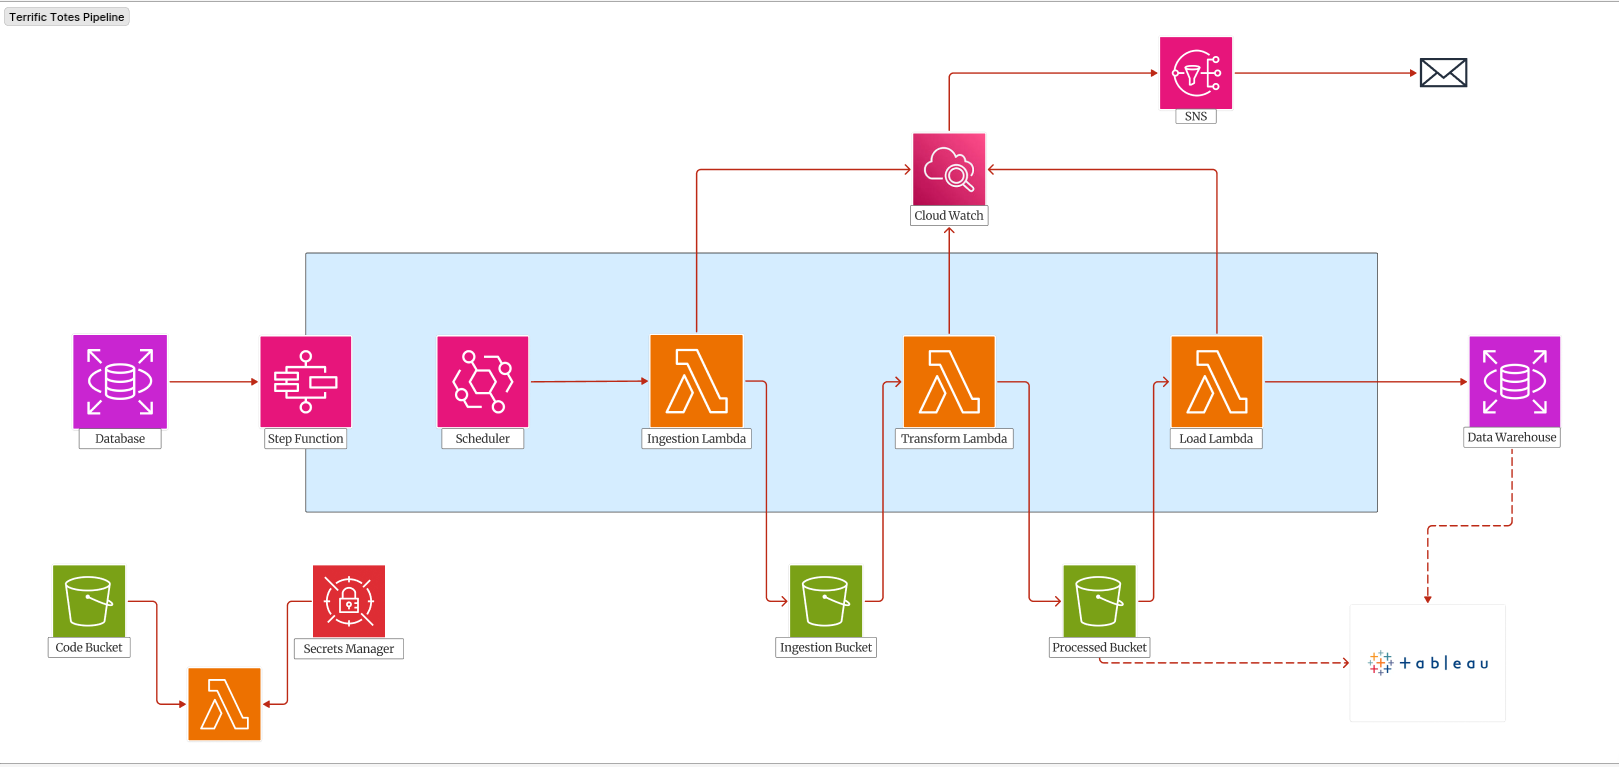 Terrific Totes Pipeline
SNS
Cloud Watch
Database
Step Function
Scheduler
Ingestion Lambda
Transform Lambda
Load Lambda
Data Warehouse
Code Bucket
Secrets Manager
Ingestion Bucket
Processed Bucket
+ableau